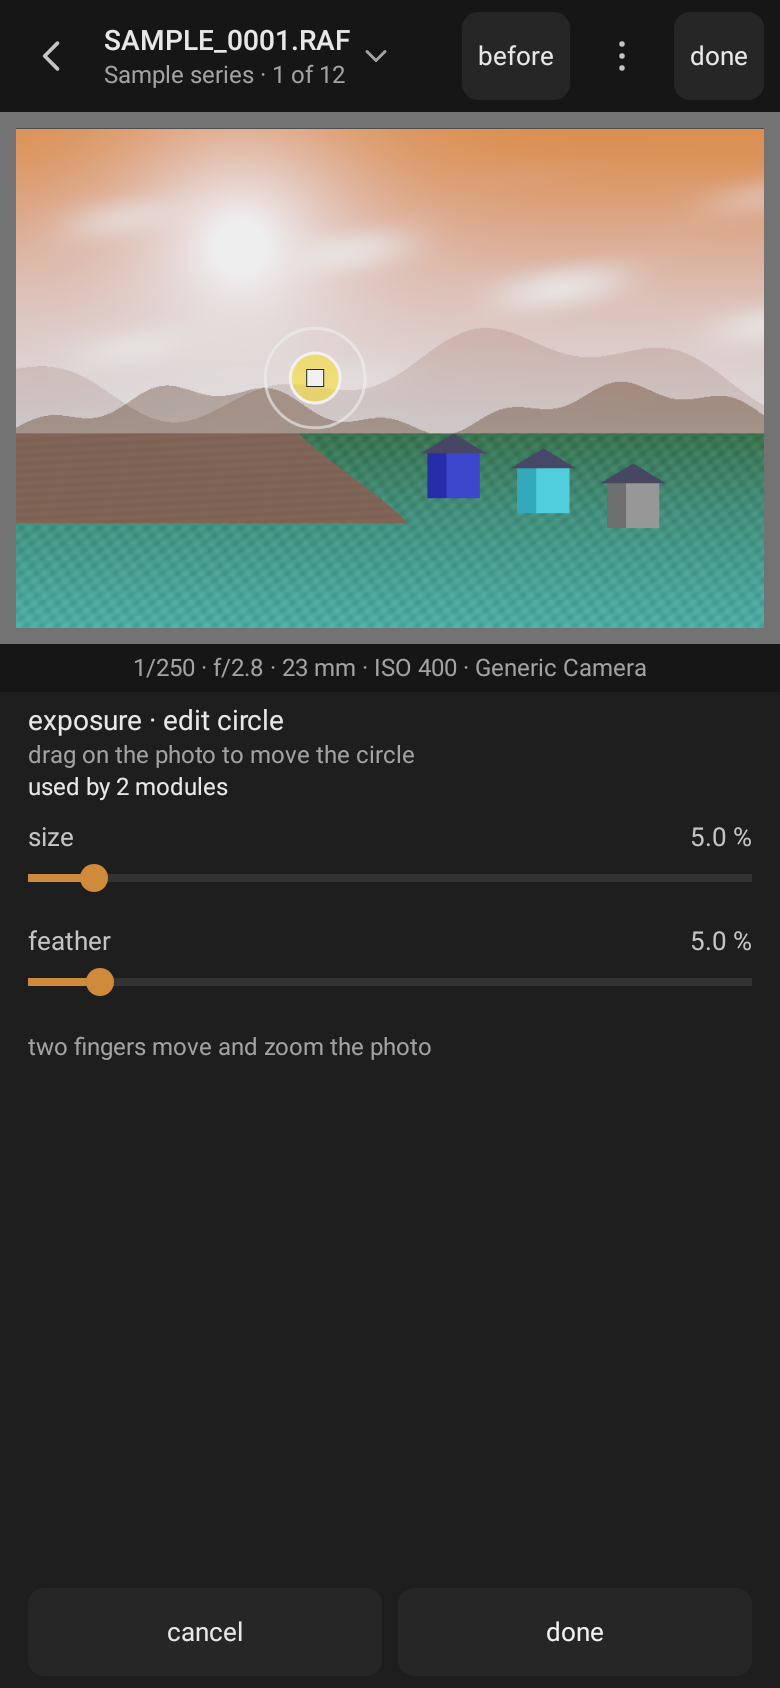 SAMPLE_0001.RAF
Sample series · 1 of 12
before
done
1/250 · f/2.8 · 23 mm · ISO 400 · Generic Camera
exposure · edit circle
drag on the photo to move the circle
used by 2 modules
size 5.0 %
feather 5.0 %
two fingers move and zoom the photo
cancel
done